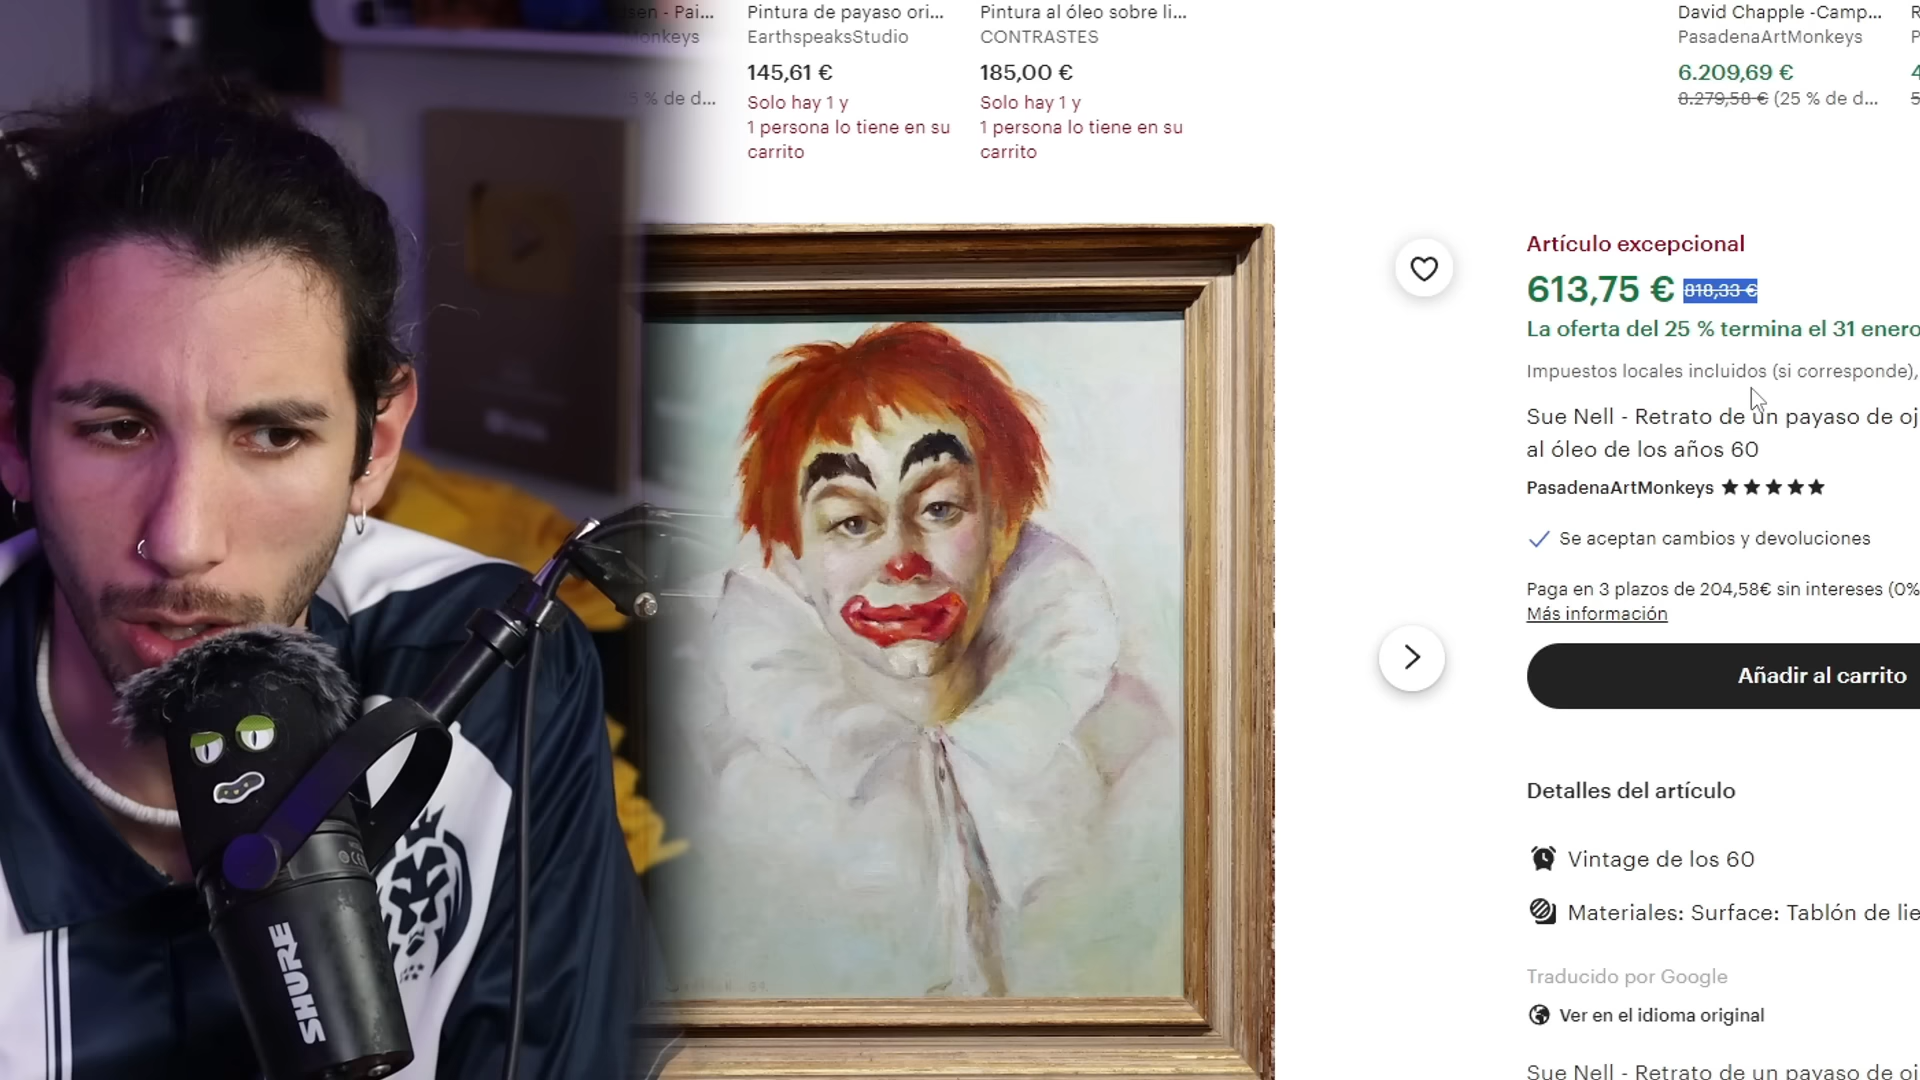 Pintura de payaso ori...
EarthspeaksStudio
145,61 €
Solo hay 1 y
1 persona lo tiene en su
carrito
Pintura al óleo sobre li...
CONTRASTES
185,00 €
Solo hay 1 y
1 persona lo tiene en su
carrito
David Chapple -Camp...
PasadenaArtMonkeys
6.209,69 €
8.279,58 € (25 % de d...
Artículo excepcional
613,75 € 818,33 €
La oferta del 25 % termina el 31 enero
Impuestos locales incluidos (si corresponde),
Sue Nell - Retrato de un payaso de oj
al óleo de los años 60
PasadenaArtMonkeys
Se aceptan cambios y devoluciones
Paga en 3 plazos de 204,58€ sin intereses (0%
Más información
Añadir al carrito
Detalles del artículo
Vintage de los 60
Materiales: Surface: Tablón de lie
Traducido por Google
Ver en el idioma original
Sue Nell - Retrato de un payaso de oj
SHURE